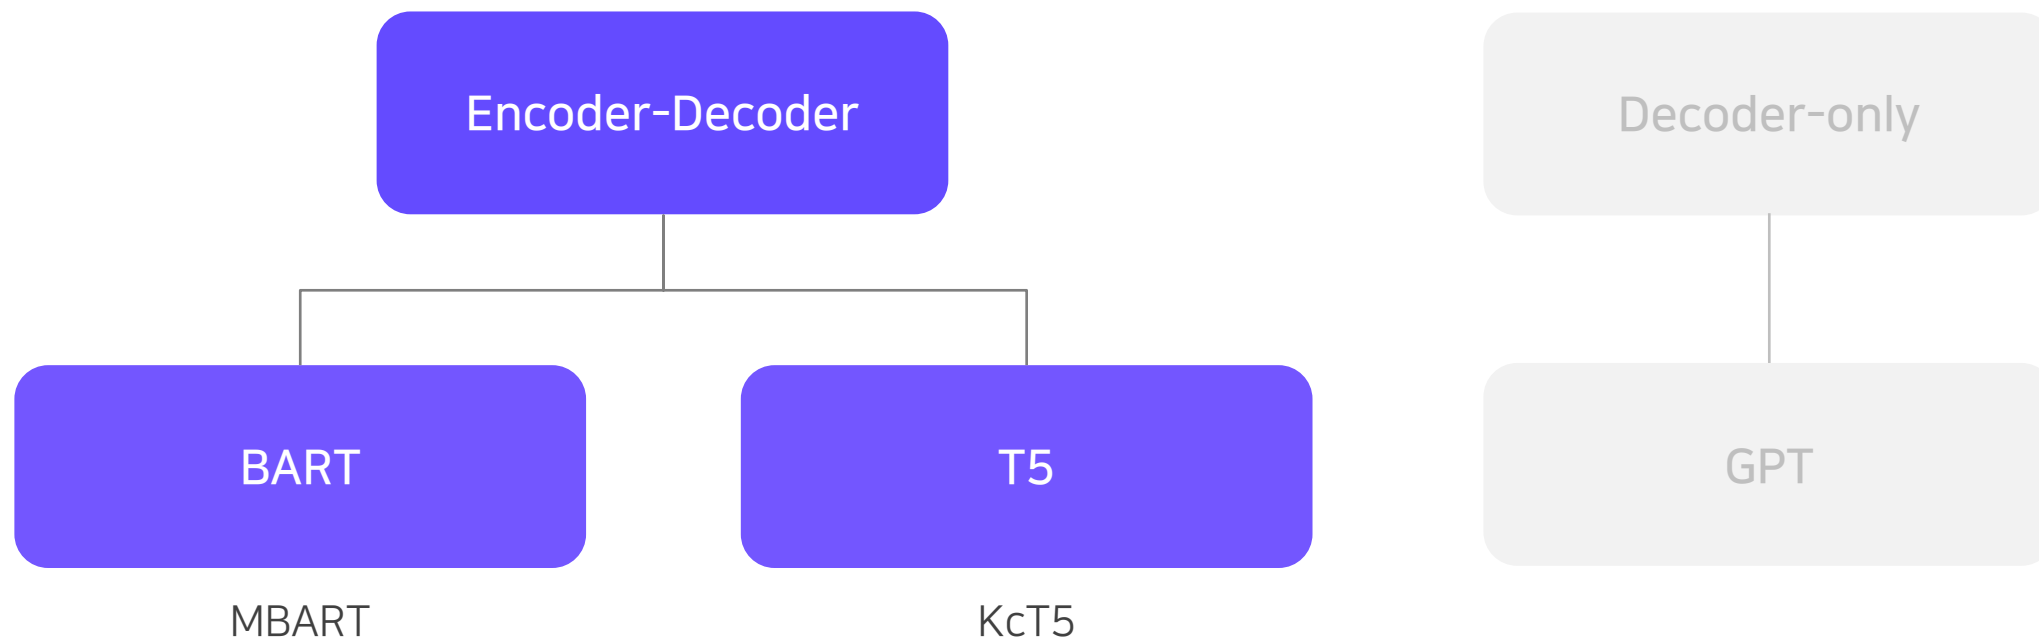 Encoder-Decoder
Decoder-only
BART
T5
GPT
MBART
KcT5